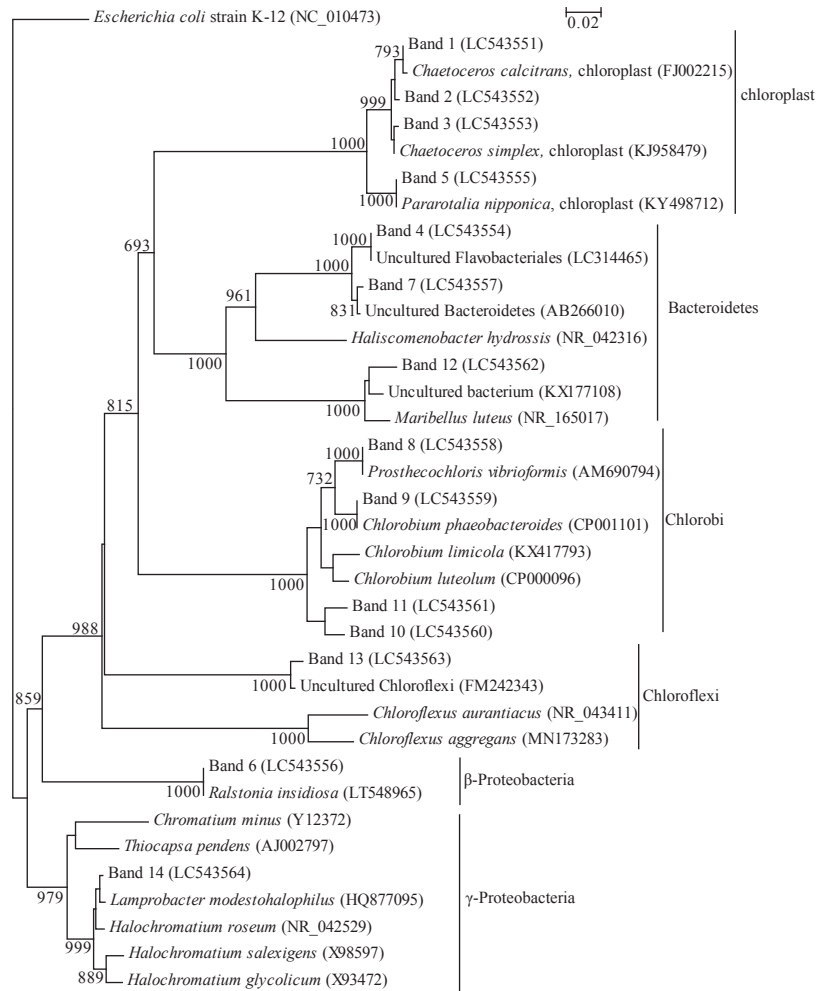 Escherichia coli strain K-12 (NC_010473)
0.02
793
Band 1 (LC543551)
Chaetoceros calcitrans, chloroplast (FJ002215)
chloroplast
999
Band 2 (LC543552)
Band 3 (LC543553)
1000
Chaetoceros simplex, chloroplast (KJ958479)
Band 5 (LC543555)
1000
Pararotalia nipponica, chloroplast (KY498712)
693
1000
Band 4 (LC543554)
1000
Uncultured Flavobacteriales (LC314465)
Band 7 (LC543557)
961
831
Uncultured Bacteroidetes (AB266010)
Bacteroidetes
Haliscomenobacter hydrossis (NR_042316)
1000
Band 12 (LC543562)
Uncultured bacterium (KX177108)
1000
Maribellus luteus (NR_165017)
815
1000
Band 8 (LC543558)
732
Prosthecochloris vibrioformis (AM690794)
Band 9 (LC543559)
1000
Chlorobium phaeobacteroides (CP001101)
Chlorobi
Chlorobium limicola (KX417793)
1000
Chlorobium luteolum (CP000096)
Band 11 (LC543561)
Band 10 (LC543560)
988
Band 13 (LC543563)
1000
Uncultured Chloroflexi (FM242343)
Chloroflexi
859
Chloroflexus aurantiacus (NR_043411)
1000
Chloroflexus aggregans (MN173283)
Band 6 (LC543556)
β-Proteobacteria
1000
Ralstonia insidiosa (LT548965)
Chromatium minus (Y12372)
Thiocapsa pendens (AJ002797)
Band 14 (LC543564)
979
Lamprobacter modestohalophilus (HQ877095)
γ-Proteobacteria
Halochromatium roseum (NR_042529)
999
Halochromatium salexigens (X98597)
889
Halochromatium glycolicum (X93472)